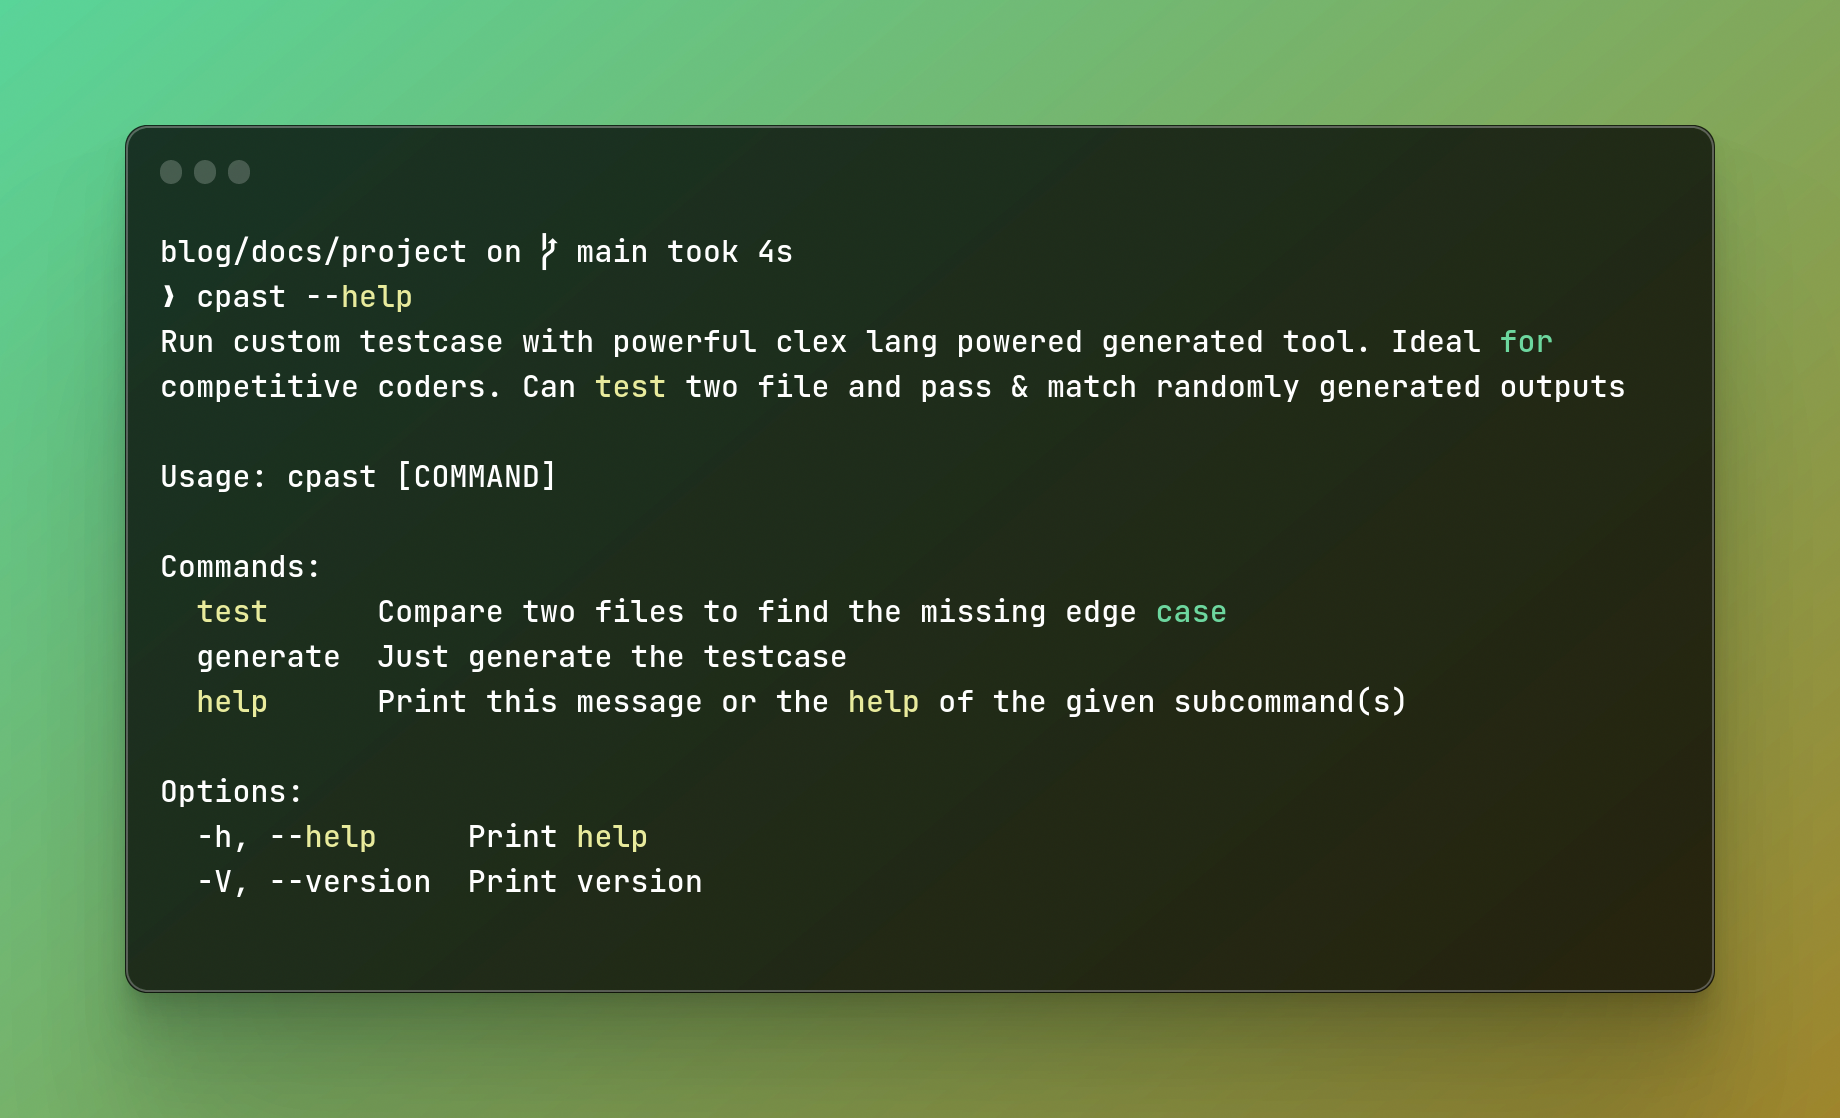 blog/docs/project on  main took 4s
❯ cpast --help
Run custom testcase with powerful clex lang powered generated tool. Ideal for
competitive coders. Can test two file and pass & match randomly generated outputs
Usage: cpast [COMMAND]
Commands:
  test      Compare two files to find the missing edge case
  generate  Just generate the testcase
  help      Print this message or the help of the given subcommand(s)
Options:
  -h, --help     Print help
  -V, --version  Print version